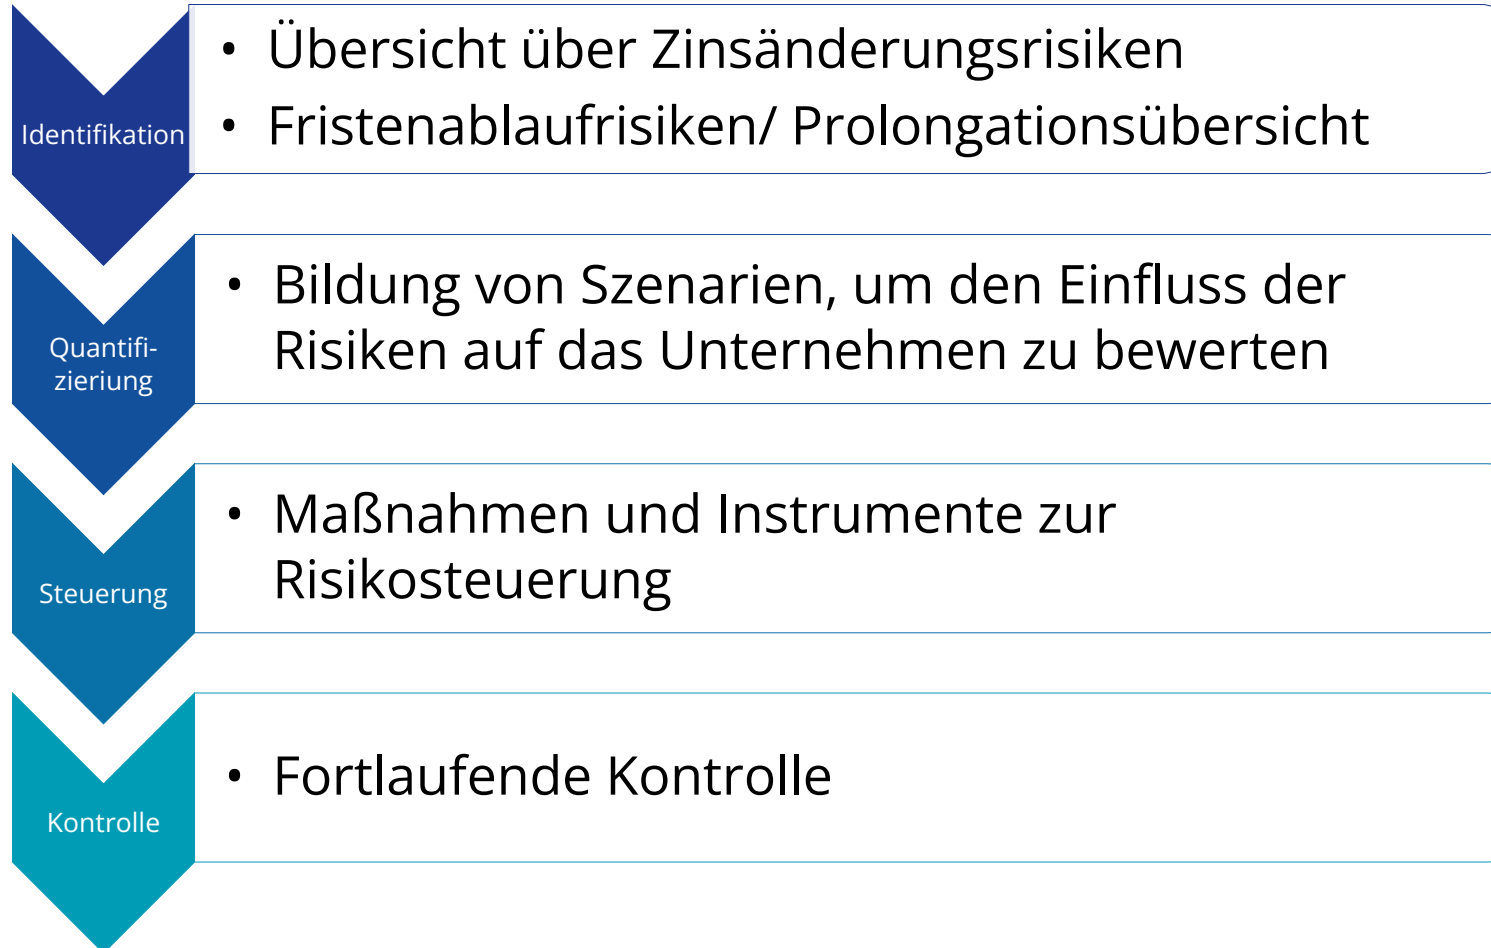 Identifikation
• Übersicht über Zinsänderungsrisiken
• Fristenablaufrisiken/ Prolongationsübersicht
Quantifi-
zieriung
• Bildung von Szenarien, um den Einfluss der
Risiken auf das Unternehmen zu bewerten
Steuerung
• Maßnahmen und Instrumente zur
Risikosteuerung
Kontrolle
• Fortlaufende Kontrolle